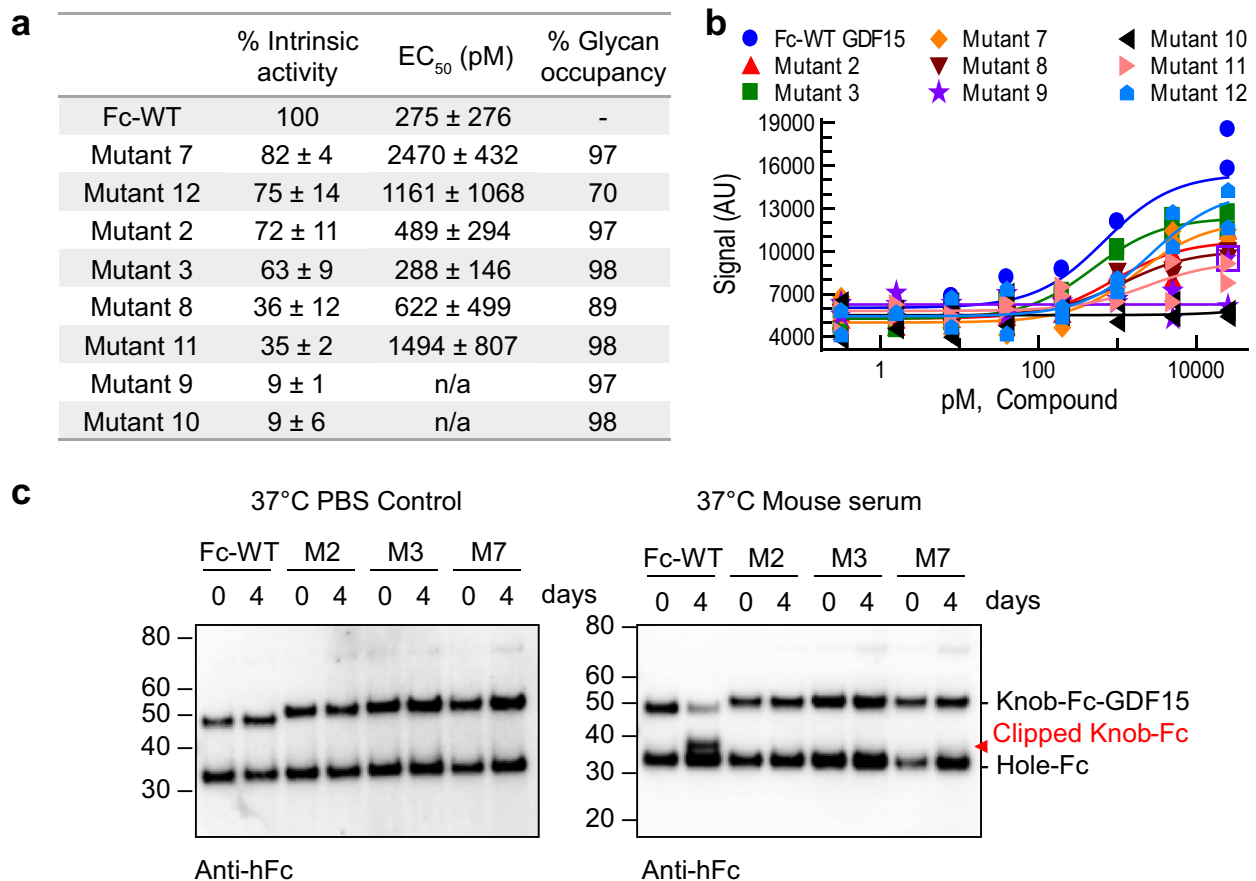 a
% Intrinsic activity EC50 (pM) % Glycan occupancy
Fc-WT 100 275 ± 276 -
Mutant 7 82 ± 4 2470 ± 432 97
Mutant 12 75 ± 14 1161 ± 1068 70
Mutant 2 72 ± 11 489 ± 294 97
Mutant 3 63 ± 9 288 ± 146 98
Mutant 8 36 ± 12 622 ± 499 89
Mutant 11 35 ± 2 1494 ± 807 98
Mutant 9 9 ± 1 n/a 97
Mutant 10 9 ± 6 n/a 98
b
Fc-WT GDF15 Mutant 7 Mutant 10
Mutant 2 Mutant 8 Mutant 11
Mutant 3 Mutant 9 Mutant 12
19000
16000
13000
10000
7000
4000
Signal (AU)
1 100 10000
pM, Compound
c
37°C PBS Control
Fc-WT M2 M3 M7
0 4 0 4 0 4 0 4 days
80
60
50
40
30
Anti-hFc
37°C Mouse serum
Fc-WT M2 M3 M7
0 4 0 4 0 4 0 4 days
80
60
50
40
30
20
Knob-Fc-GDF15
Clipped Knob-Fc
Hole-Fc
Anti-hFc